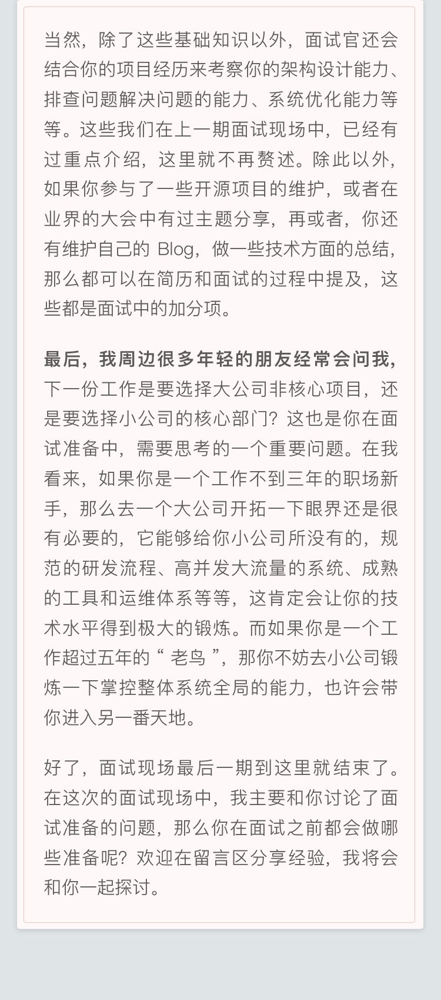 当然，除了这些基础知识以外，面试官还会
结合你的项目经历来考察你的架构设计能力、
排查问题解决问题的能力、系统优化能力等
等。这些我们在上一期面试现场中，已经有
过重点介绍，这里就不再赘述。除此以外，
如果你参与了一些开源项目的维护，或者在
业界的大会中有过主题分享，再或者，你还
有维护自己的 Blog，做一些技术方面的总结，
那么都可以在简历和面试的过程中提及，这
些都是面试中的加分项。
最后，我周边很多年轻的朋友经常会问我，
下一份工作是要选择大公司非核心项目，还
是要选择小公司的核心部门？这也是你在面
试准备中，需要思考的一个重要问题。在我
看来，如果你是一个工作不到三年的职场新
手，那么去一个大公司开拓一下眼界还是很
有必要的，它能够给你小公司所没有的，规
范的研发流程、高并发大流量的系统、成熟
的工具和运维体系等等，这肯定会让你的技
术水平得到极大的锻炼。而如果你是一个工
作超过五年的 “ 老鸟 ”，那你不妨去小公司锻
炼一下掌控整体系统全局的能力，也许会带
你进入另一番天地。
好了，面试现场最后一期到这里就结束了。
在这次的面试现场中，我主要和你讨论了面
试准备的问题，那么你在面试之前都会做哪
些准备呢？欢迎在留言区分享经验，我将会
和你一起探讨。